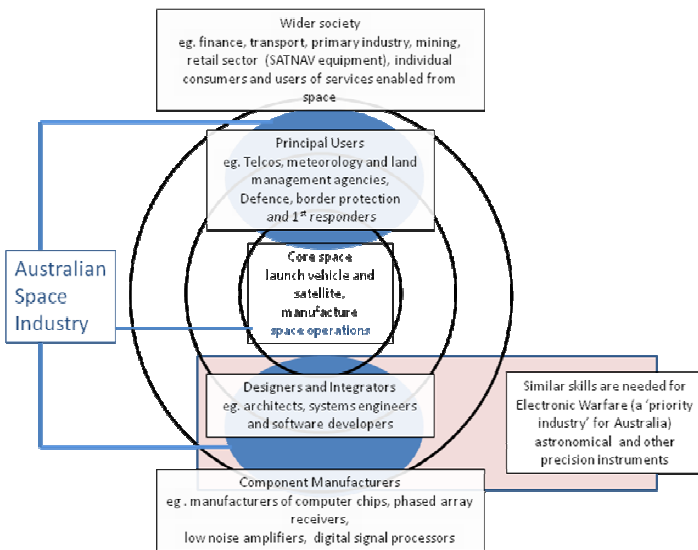 Wider society
eg. finance, transport, primary industry, mining,
retail sector (SATNAV equipment), individual
consumers and users of services enabled from
space
Principal Users
eg. Telcos, meteorology and land
management agencies,
Defence, border protection
and 1st responders
Australian
Space
Industry
Core space
launch vehicle and
satellite,
manufacture
space operations
Designers and Integrators
eg. architects, systems engineers
and software developers
Similar skills are needed for
Electronic Warfare (a ‘priority
industry’ for Australia)
astronomical and other
precision instruments
Component Manufacturers
eg . manufacturers of computer chips, phased array
receivers,
low noise amplifiers, digital signal processors